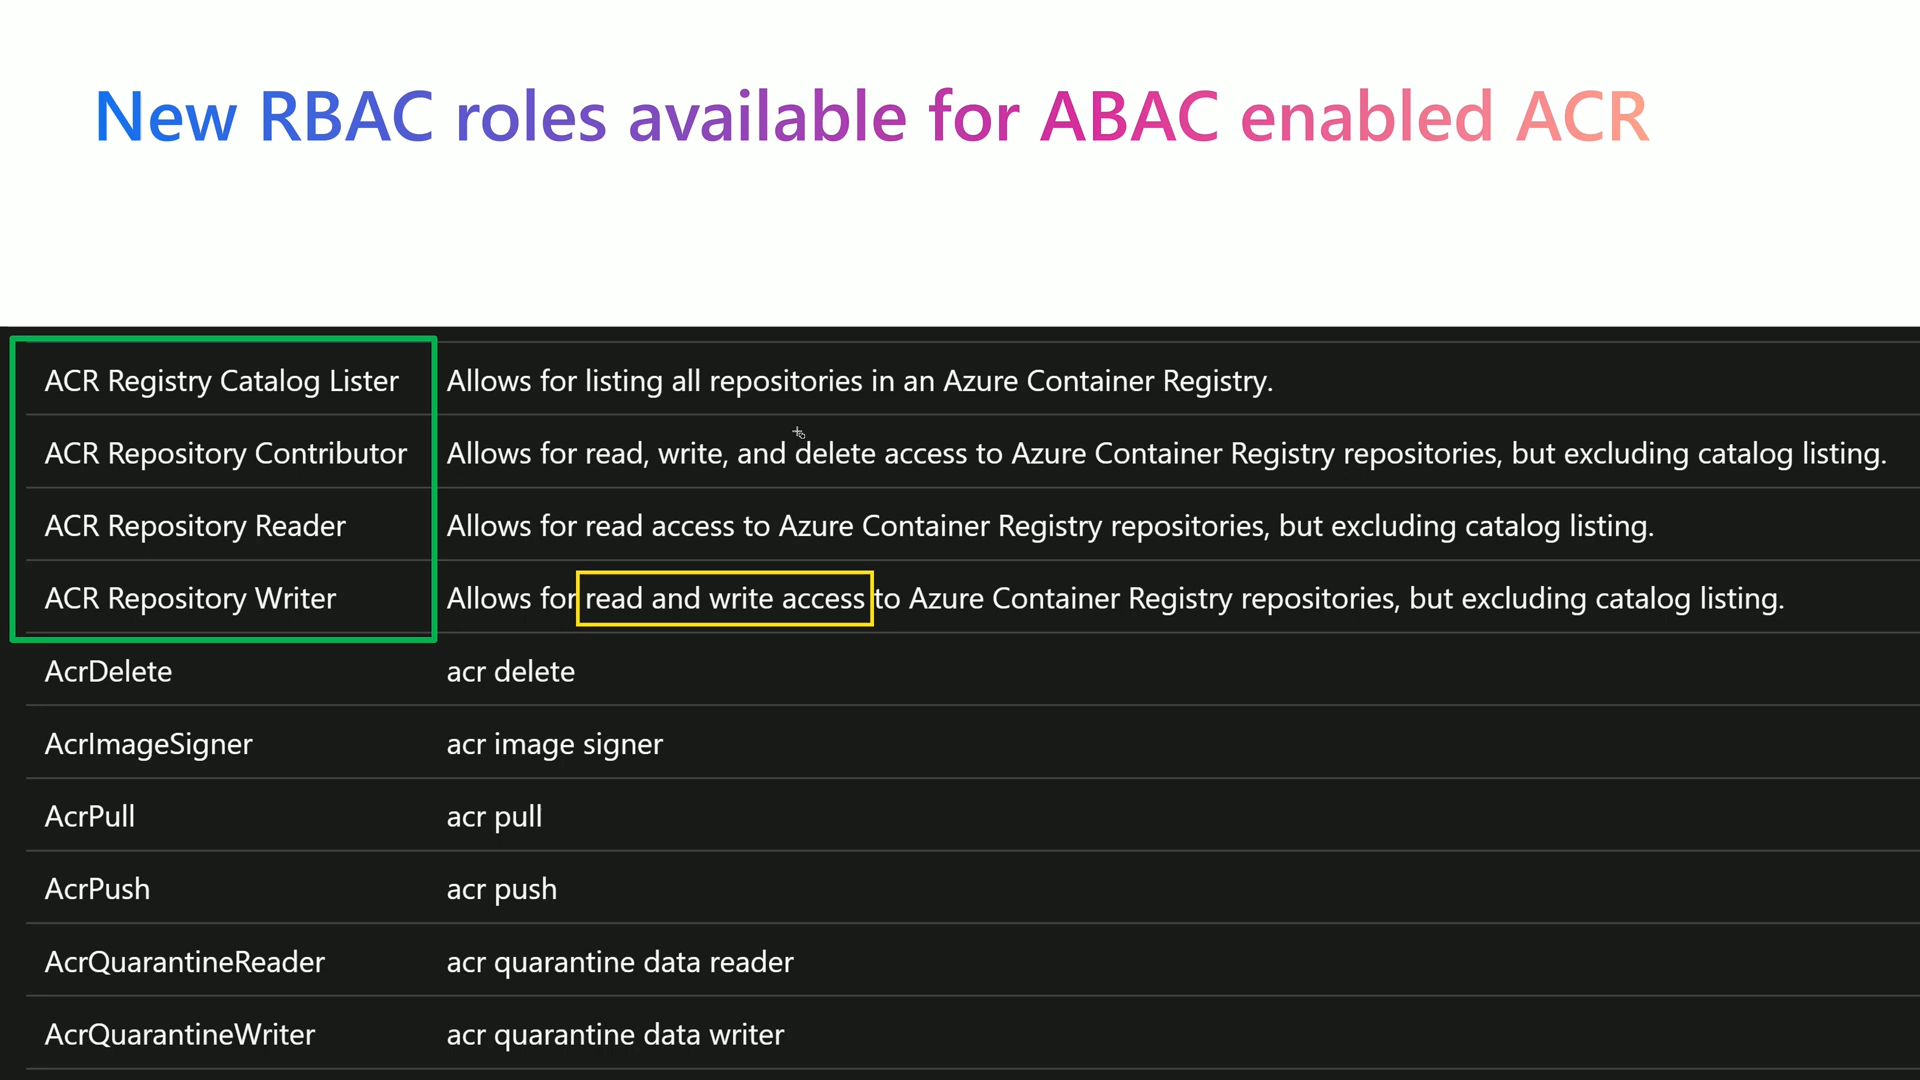 New RBAC roles available for ABAC enabled ACR
ACR Registry Catalog Lister Allows for listing all repositories in an Azure Container Registry.
ACR Repository Contributor Allows for read, write, and delete access to Azure Container Registry repositories, but excluding catalog listing.
ACR Repository Reader Allows for read access to Azure Container Registry repositories, but excluding catalog listing.
ACR Repository Writer Allows for read and write access to Azure Container Registry repositories, but excluding catalog listing.
AcrDelete acr delete
AcrImageSigner acr image signer
AcrPull acr pull
AcrPush acr push
AcrQuarantineReader acr quarantine data reader
AcrQuarantineWriter acr quarantine data writer